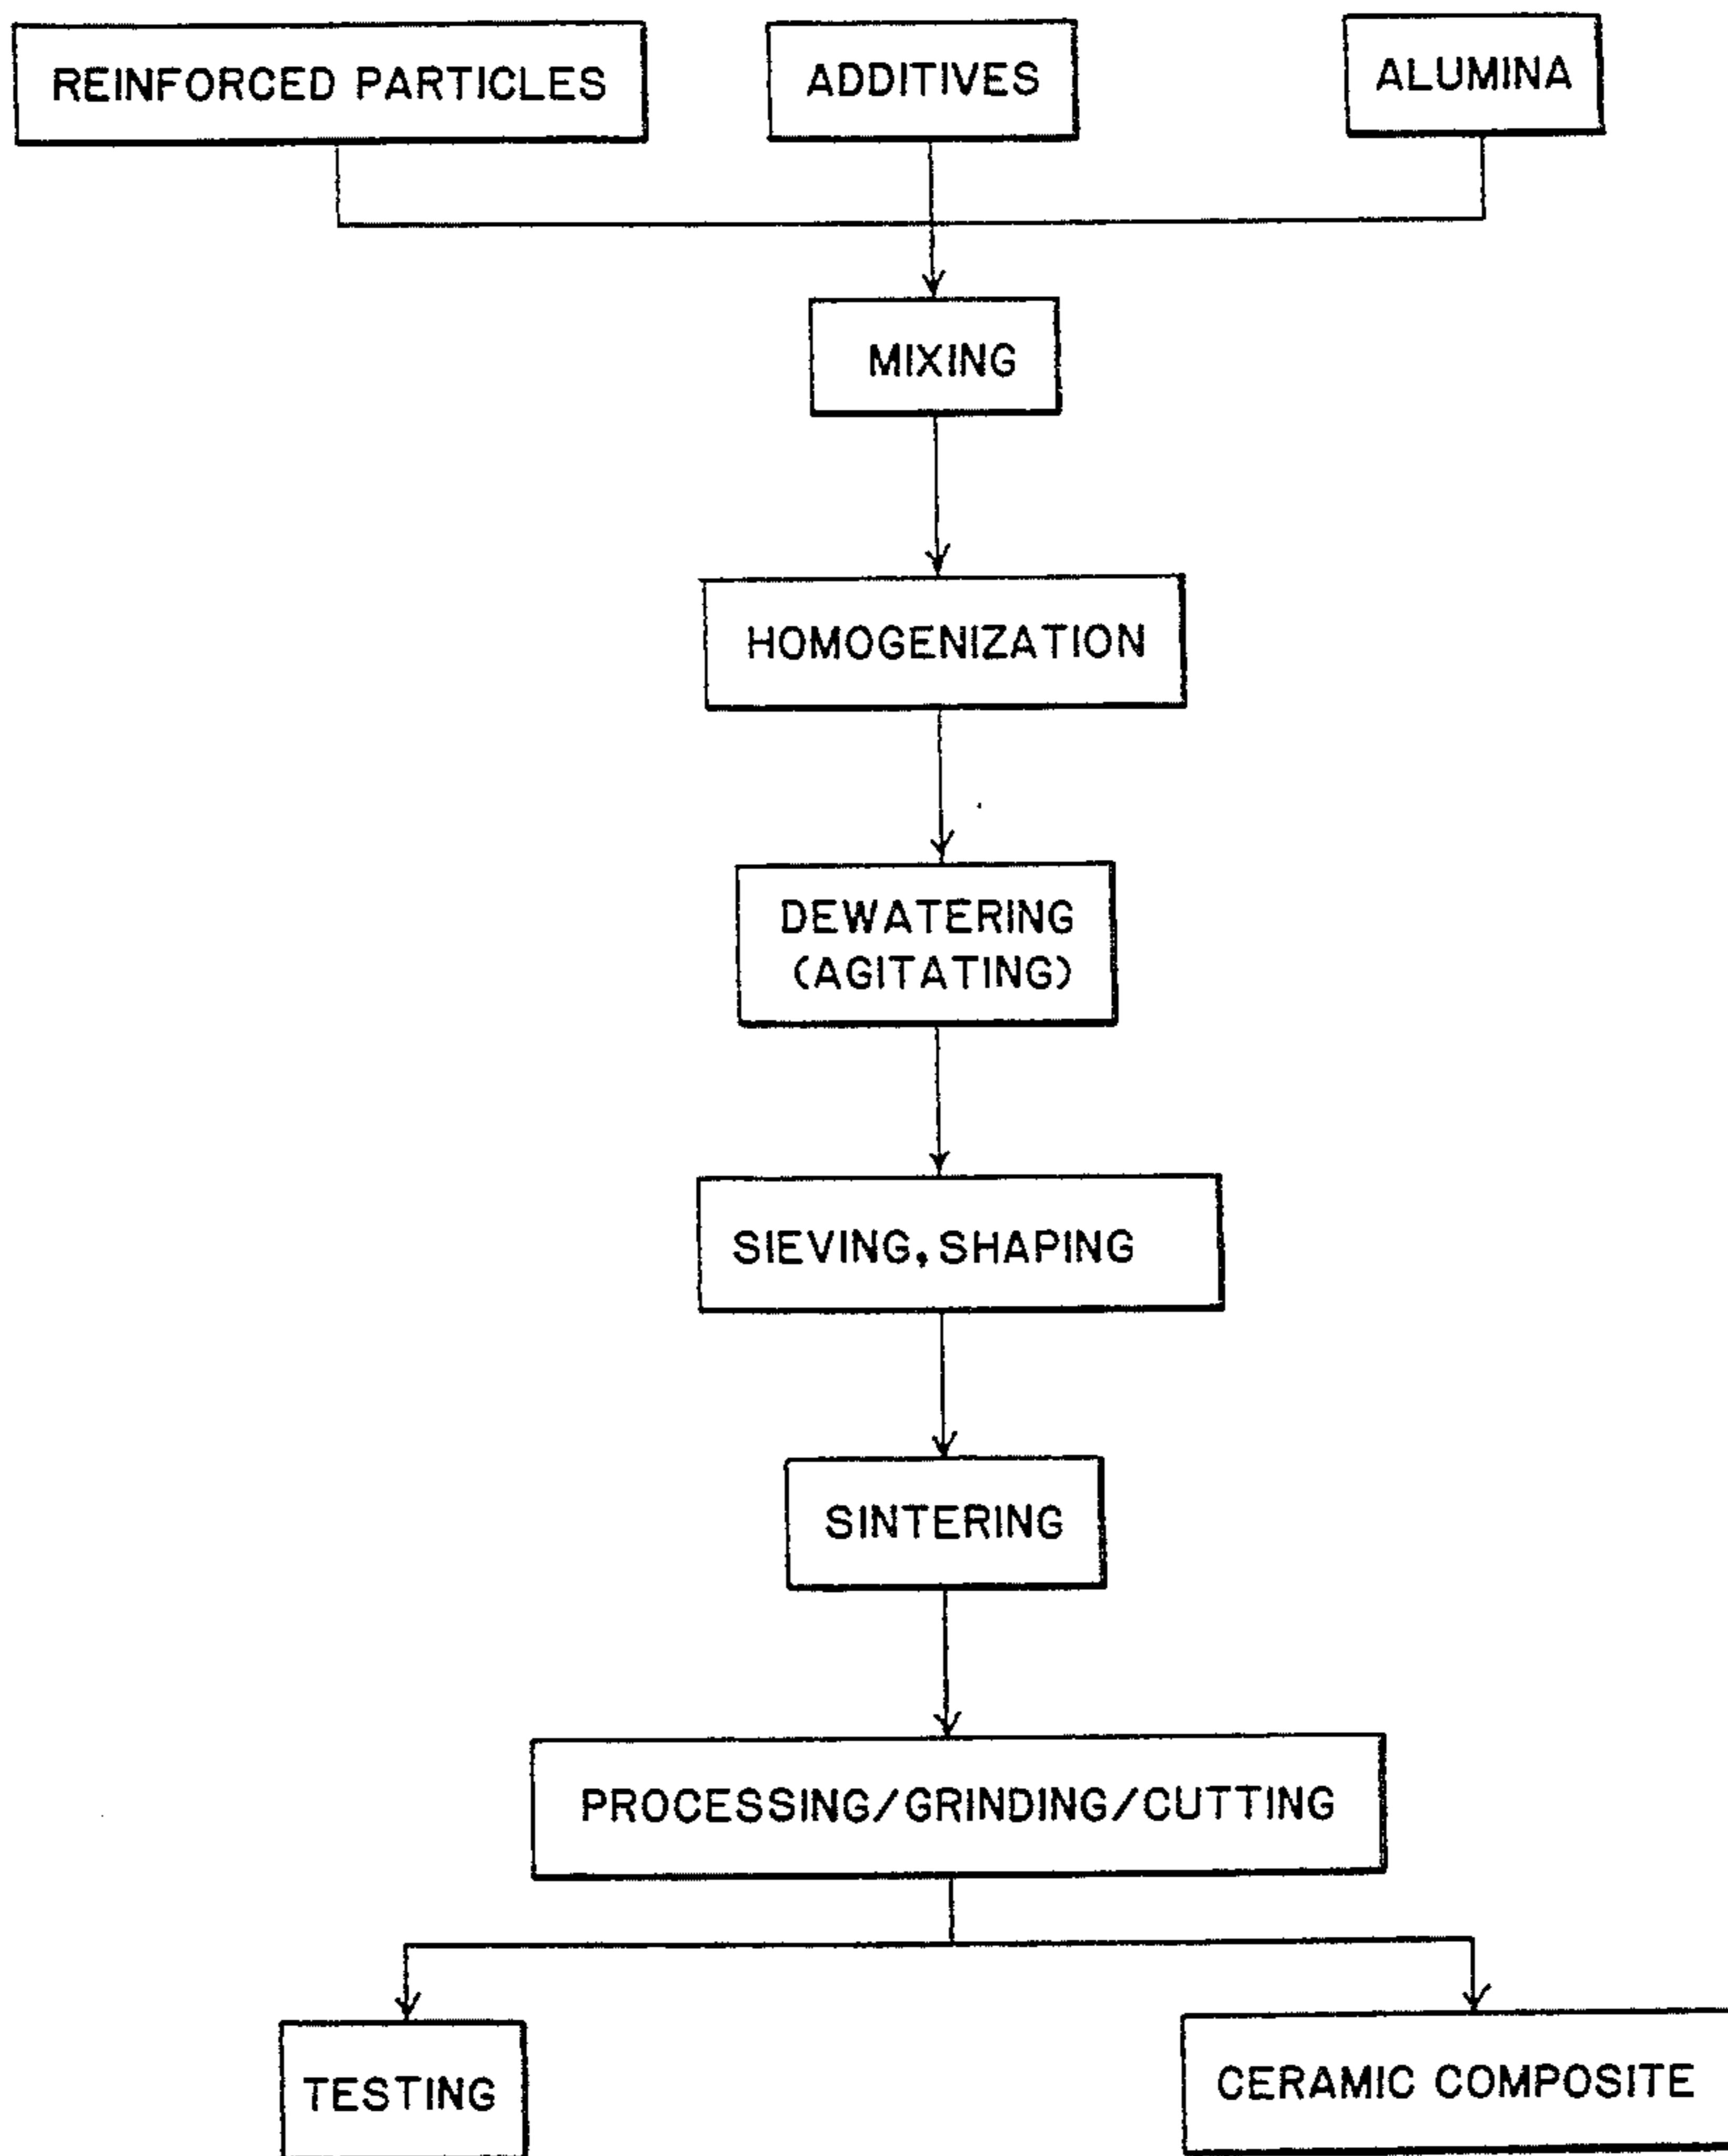 REINFORCED PARTICLES
ADDITIVES
ALUMINA
MIXING
HOMOGENIZATION
DEWATERING
(AGITATING)
SIEVING, SHAPING
SINTERING
PROCESSING/GRINDING/CUTTING
TESTING
CERAMIC COMPOSITE